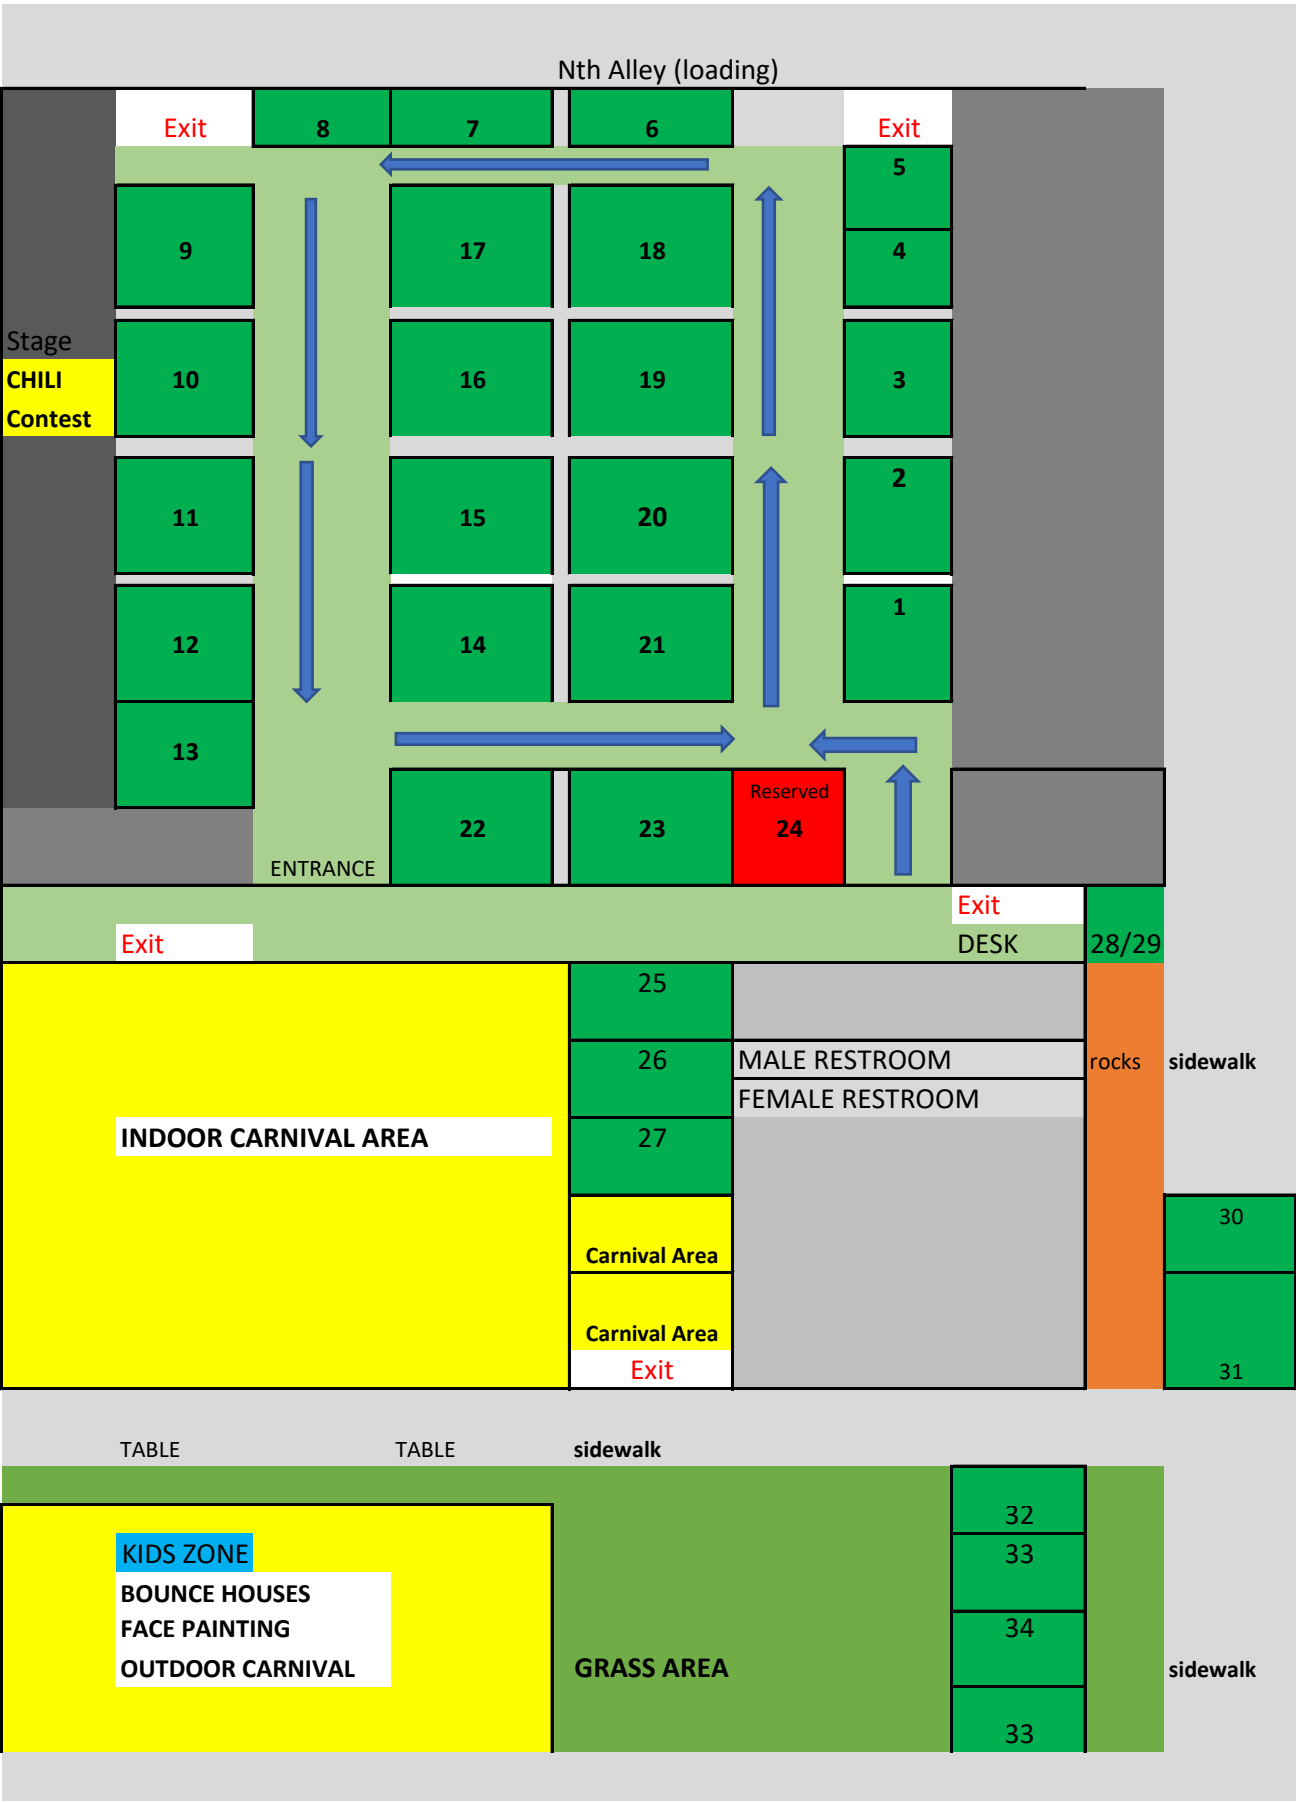 Nth Alley (loading)
Exit 8 7 6 Exit
5
9 17 18 4
Stage
CHILI 10 16 19 3
Contest
2
11 15 20
1
12 14 21
13
Reserved
22 23 24
ENTRANCE
Exit
Exit DESK 28/29
25
26 MALE RESTROOM rocks sidewalk
FEMALE RESTROOM
INDOOR CARNIVAL AREA 27
30
Carnival Area
Carnival Area
Exit 31
TABLE TABLE sidewalk
32
KIDS ZONE 33
BOUNCE HOUSES
FACE PAINTING 34
OUTDOOR CARNIVAL GRASS AREA sidewalk
33